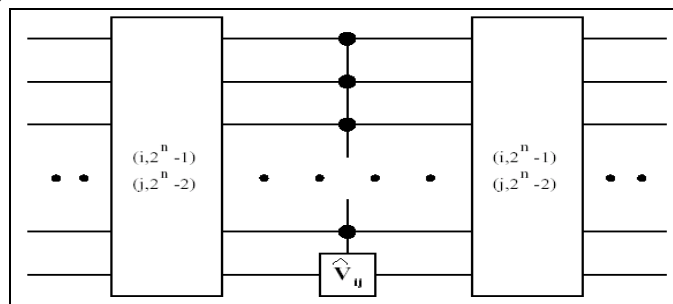 (i,2ⁿ -1)
(j,2ⁿ -2)
V̂ij
(i,2ⁿ -1)
(j,2ⁿ -2)